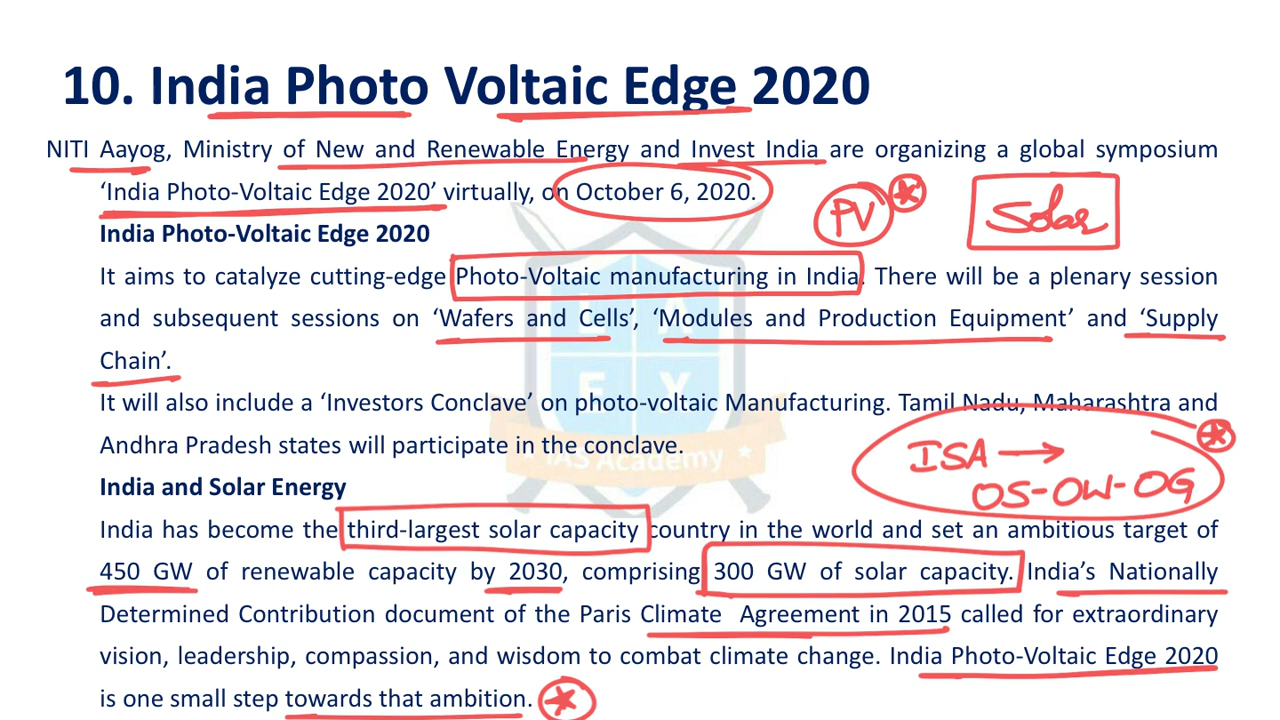 10. India Photo Voltaic Edge 2020
NITI Aayog, Ministry of New and Renewable Energy and Invest India are organizing a global symposium
‘India Photo-Voltaic Edge 2020’ virtually, on October 6, 2020.
PV
Solar
India Photo-Voltaic Edge 2020
It aims to catalyze cutting-edge Photo-Voltaic manufacturing in India. There will be a plenary session
and subsequent sessions on ‘Wafers and Cells’, ‘Modules and Production Equipment’ and ‘Supply
Chain’.
It will also include a ‘Investors Conclave’ on photo-voltaic Manufacturing. Tamil Nadu, Maharashtra and
Andhra Pradesh states will participate in the conclave.
ISA →
OS-OW-OG
IAS Academy
India and Solar Energy
India has become the third-largest solar capacity country in the world and set an ambitious target of
450 GW of renewable capacity by 2030, comprising 300 GW of solar capacity. India’s Nationally
Determined Contribution document of the Paris Climate Agreement in 2015 called for extraordinary
vision, leadership, compassion, and wisdom to combat climate change. India Photo-Voltaic Edge 2020
is one small step towards that ambition.